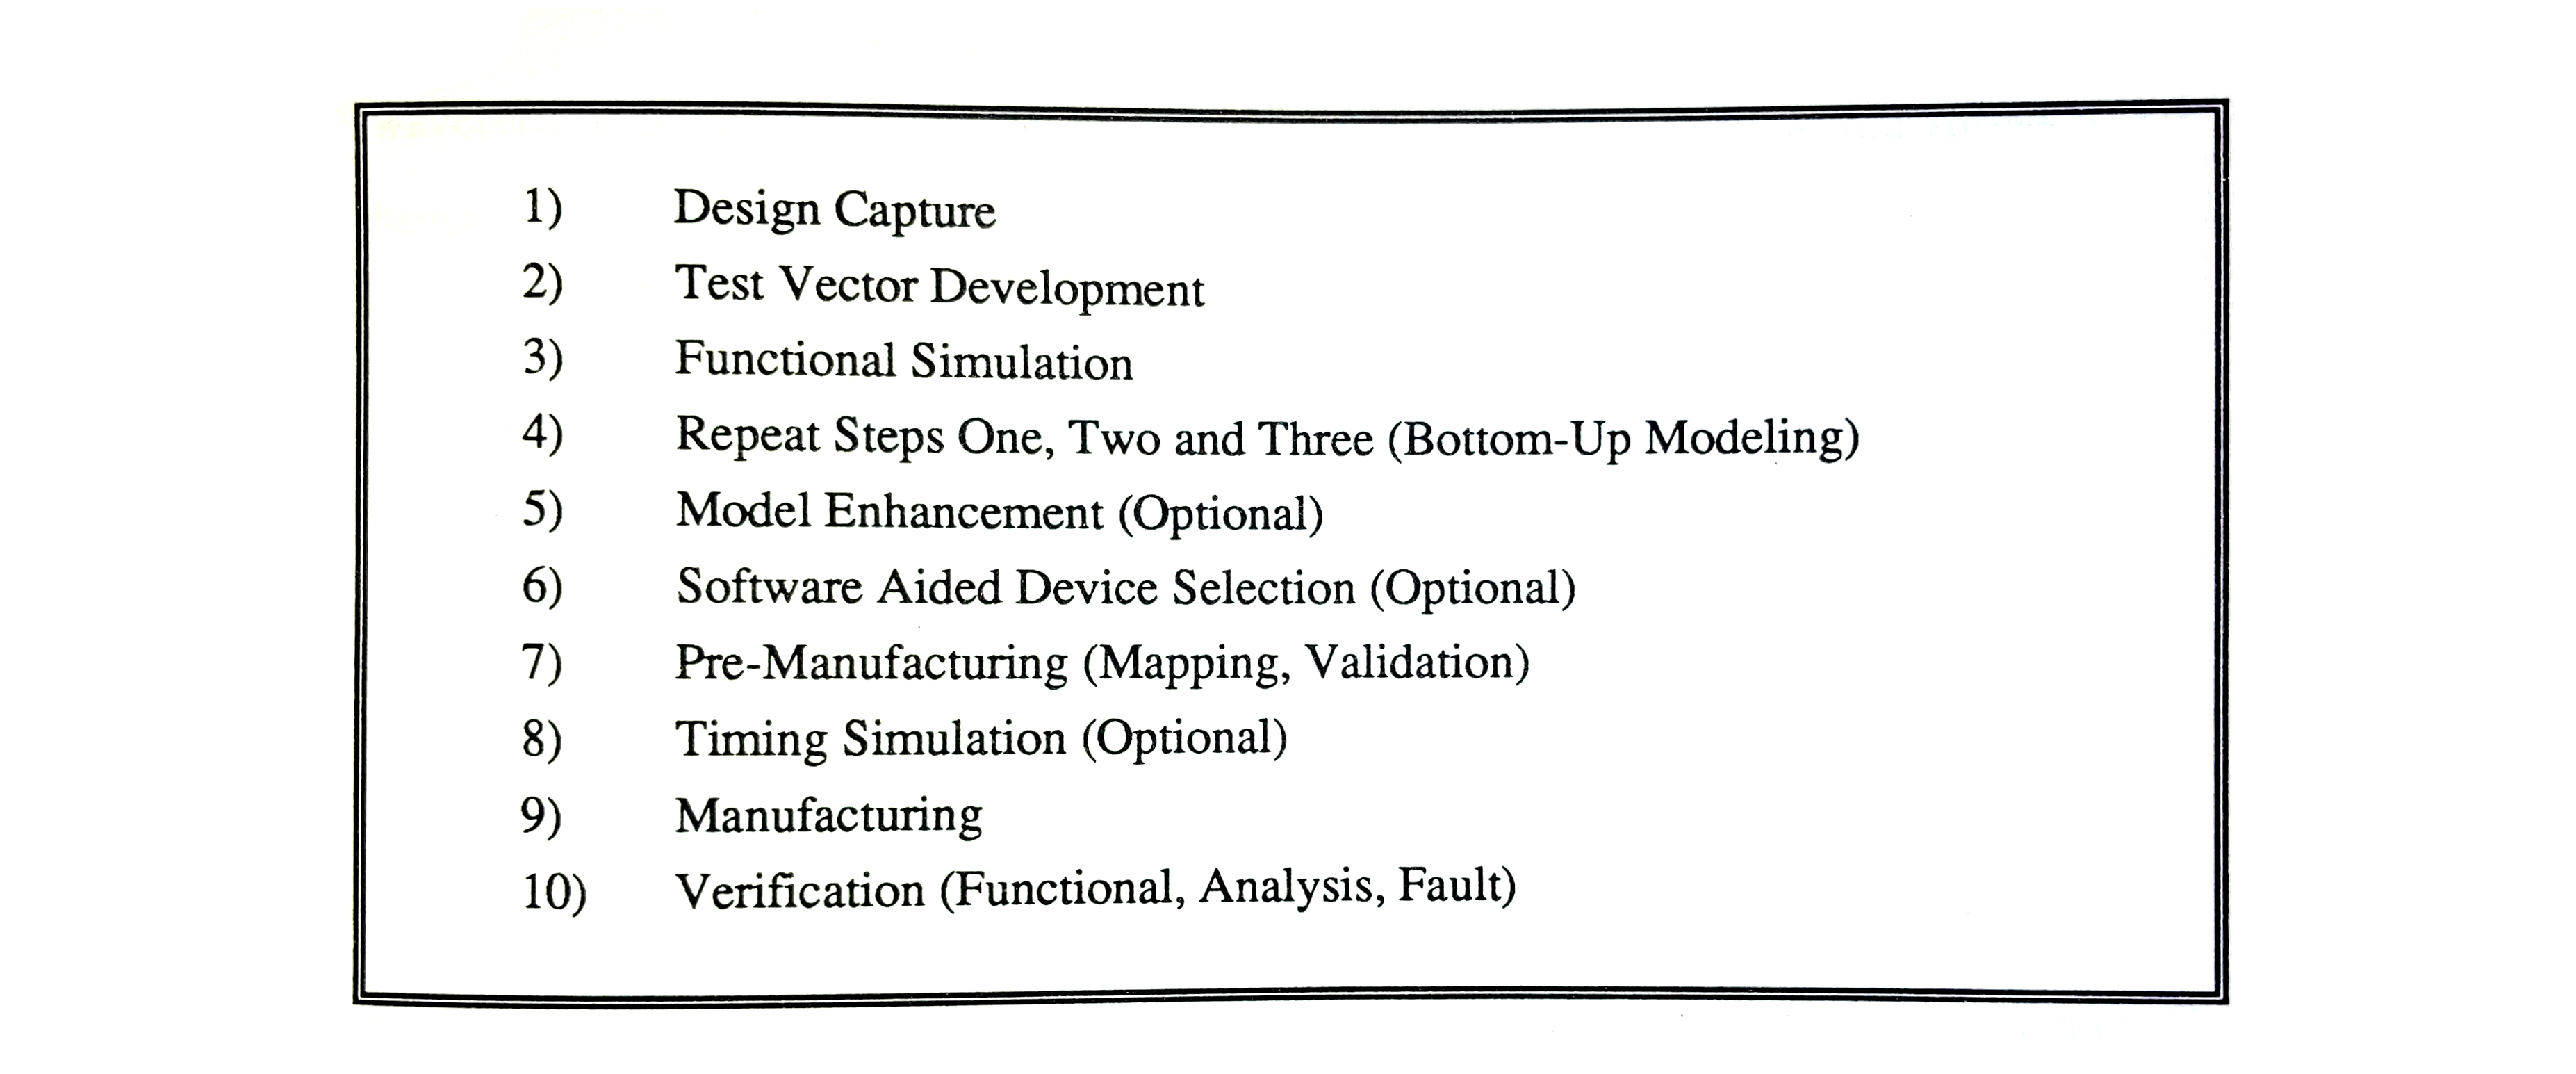 1) Design Capture
2) Test Vector Development
3) Functional Simulation
4) Repeat Steps One, Two and Three (Bottom-Up Modeling)
5) Model Enhancement (Optional)
6) Software Aided Device Selection (Optional)
7) Pre-Manufacturing (Mapping, Validation)
8) Timing Simulation (Optional)
9) Manufacturing
10) Verification (Functional, Analysis, Fault)